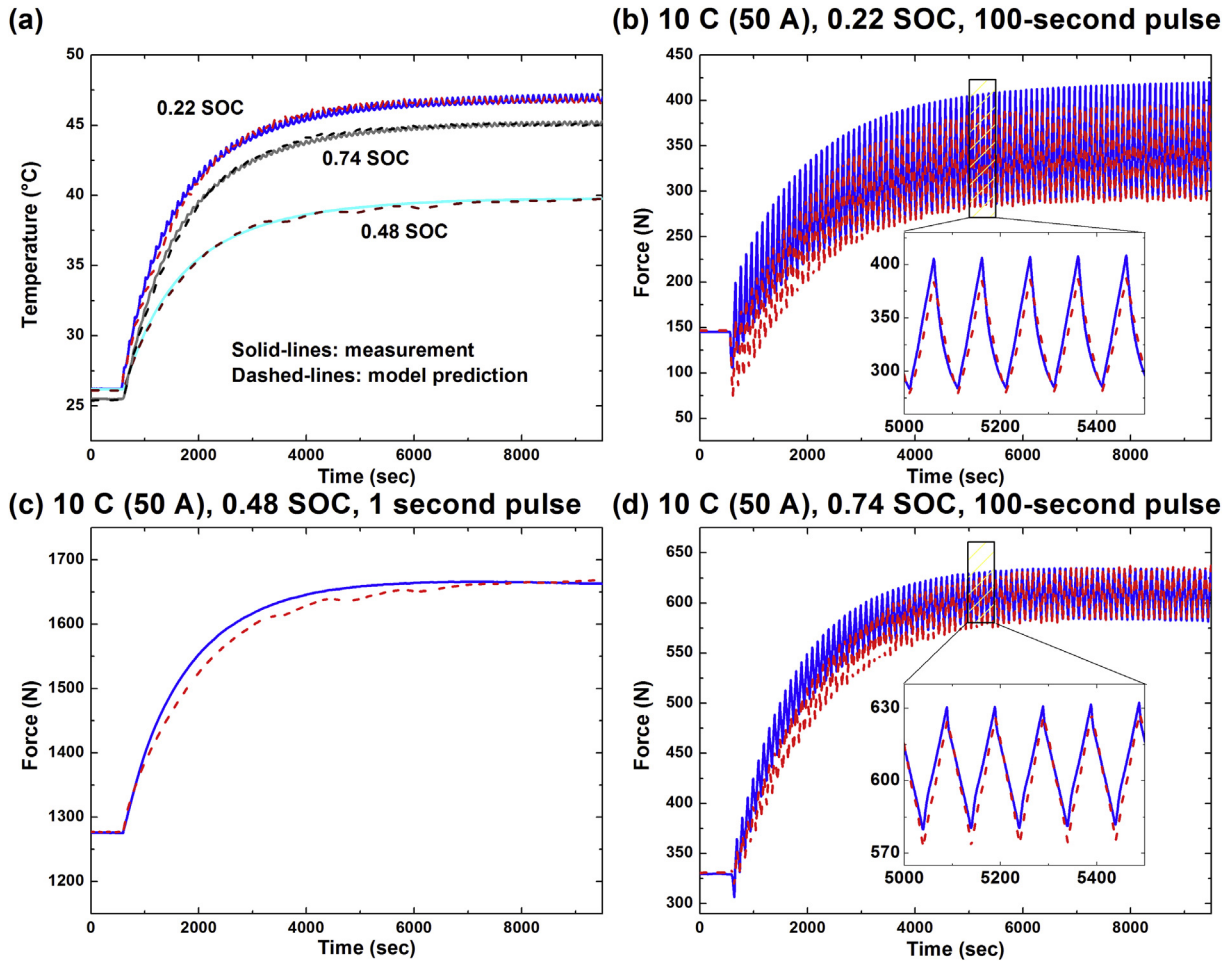 (a)
50
45
40
35
30
25
Temperature (°C)
0.22 SOC
0.74 SOC
0.48 SOC
Solid-lines: measurement
Dashed-lines: model prediction
0 2000 4000 6000 8000
Time (sec)
(b) 10 C (50 A), 0.22 SOC, 100-second pulse
450
400
350
300
250
200
150
100
50
Force (N)
400
350
300
5000 5200 5400
0 2000 4000 6000 8000
Time (sec)
(c) 10 C (50 A), 0.48 SOC, 1 second pulse
1700
1600
1500
1400
1300
1200
Force (N)
0 2000 4000 6000 8000
Time (sec)
(d) 10 C (50 A), 0.74 SOC, 100-second pulse
650
600
550
500
450
400
350
300
Force (N)
630
600
570
5000 5200 5400
0 2000 4000 6000 8000
Time (sec)